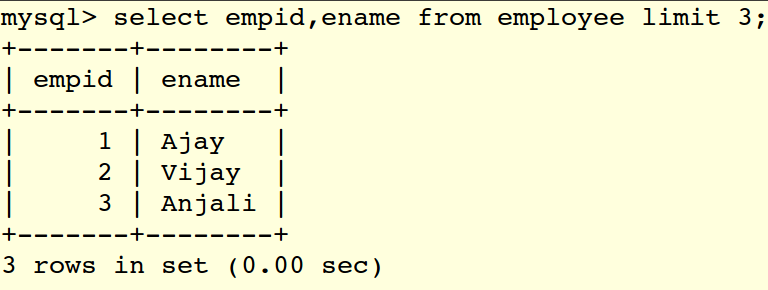 mysql> select empid,ename from employee limit 3;
+-------+--------+
| empid | ename  |
+-------+--------+
|     1 | Ajay   |
|     2 | Vijay  |
|     3 | Anjali |
+-------+--------+
3 rows in set (0.00 sec)